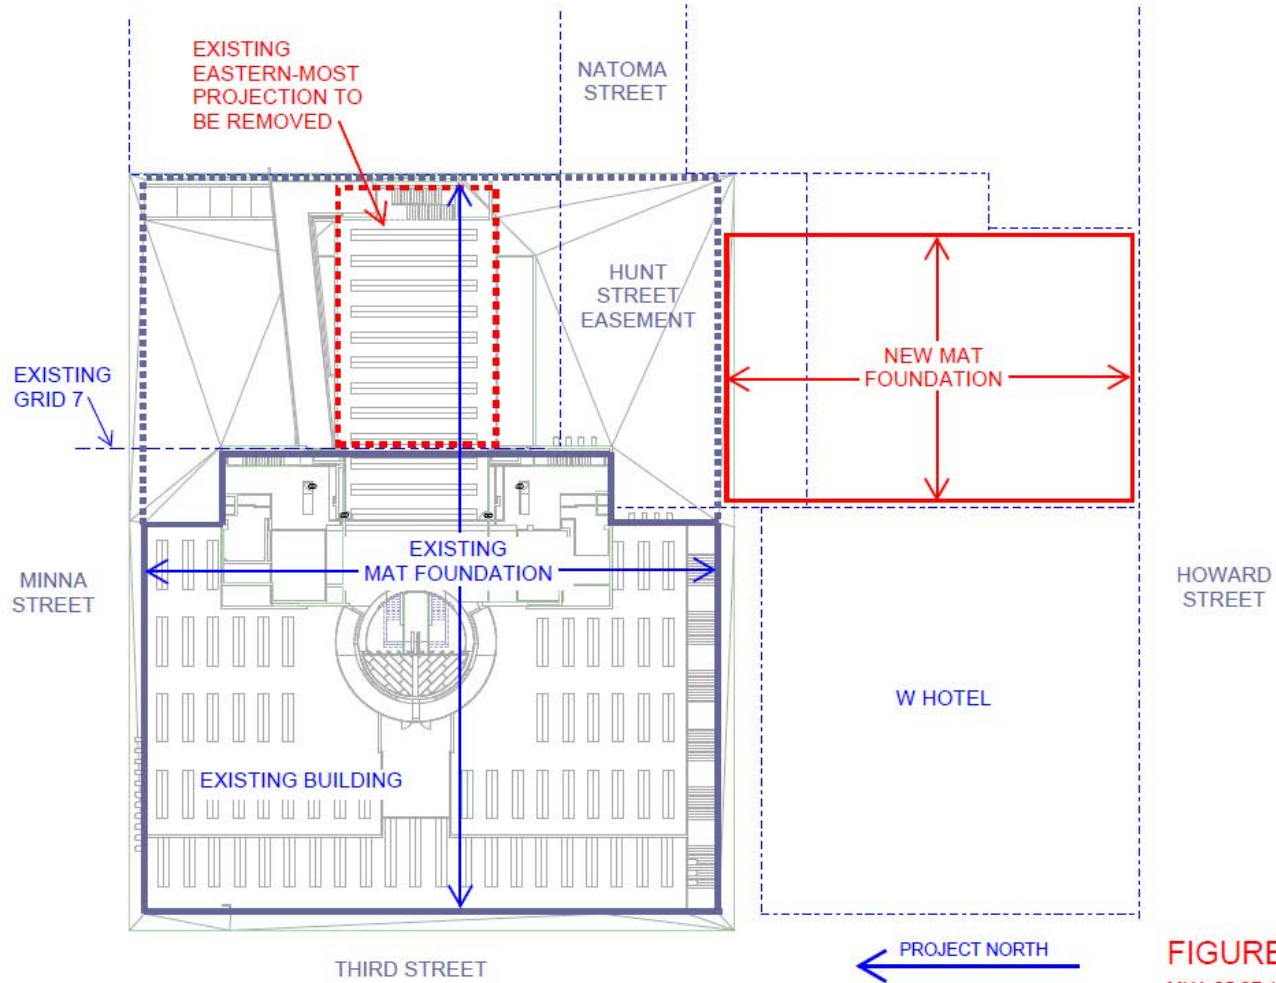 EXISTING
EASTERN-MOST
PROJECTION TO
BE REMOVED
NATOMA
STREET
HUNT
STREET
EASEMENT
NEW MAT
FOUNDATION
EXISTING
GRID 7
EXISTING
MAT FOUNDATION
MINNA
STREET
HOWARD
STREET
W HOTEL
EXISTING BUILDING
THIRD STREET
PROJECT NORTH
FIGURE